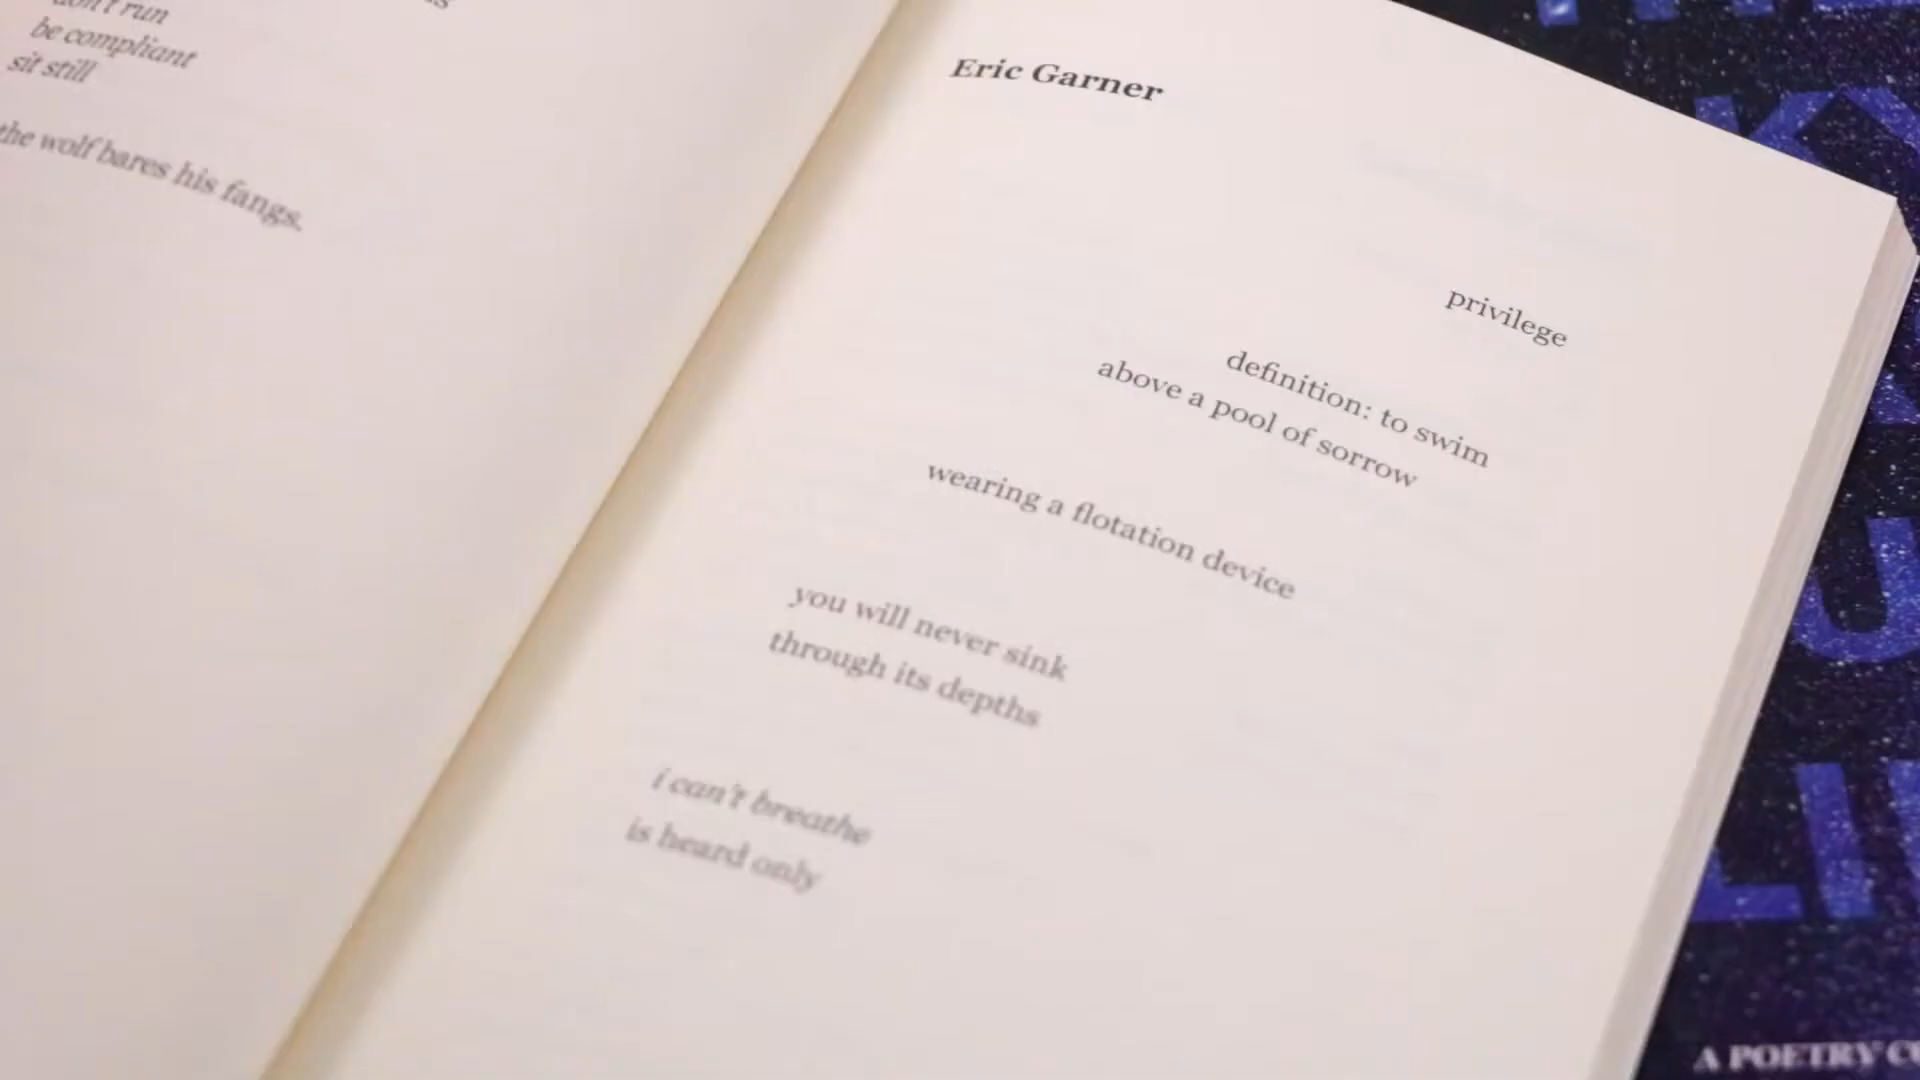 don't run
be compliant
sit still
the wolf bares his fangs,
Eric Garner
privilege
definition: to swim
above a pool of sorrow
wearing a flotation device
you will never sink
through its depths
i can't breathe
is heard only
A POETRY